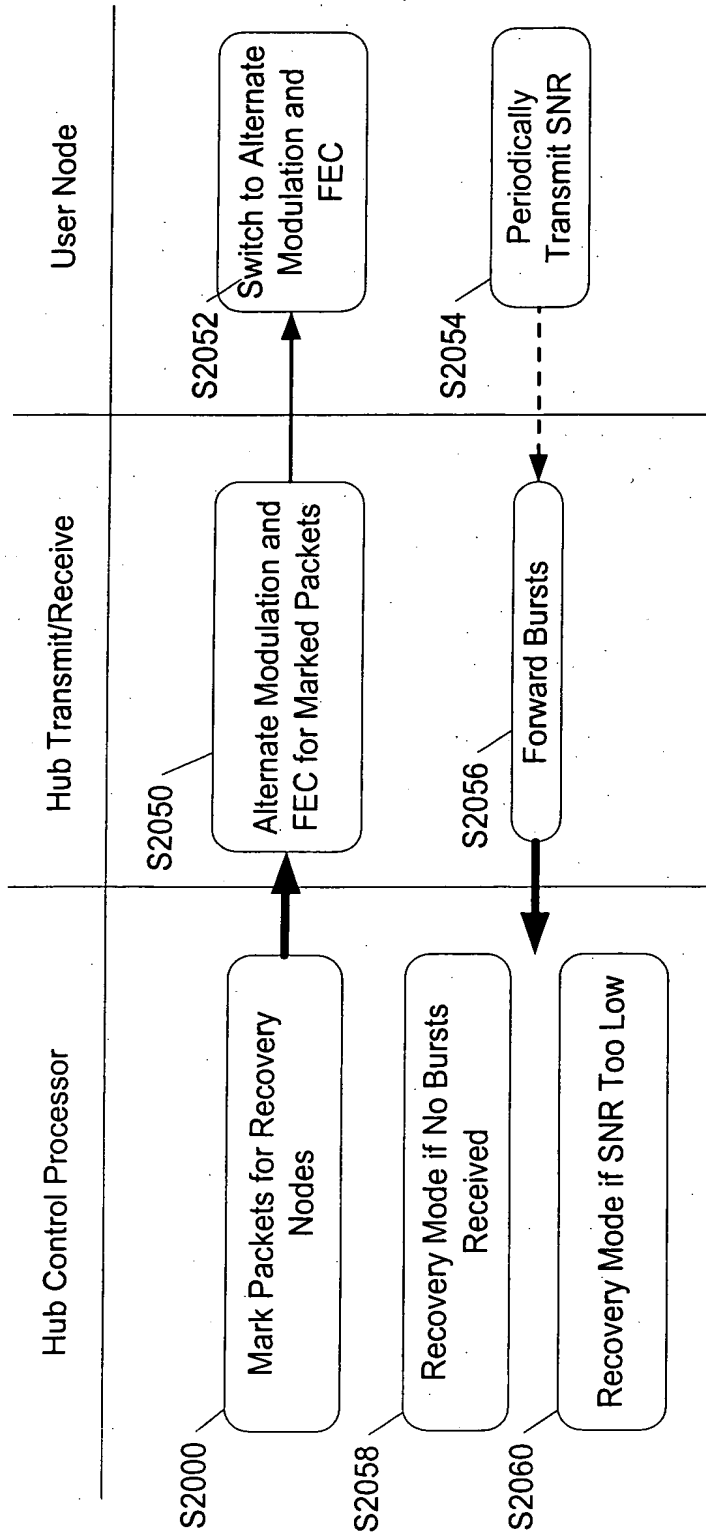 Hub Control Processor
Hub Transmit/Receive
User Node
S2000
Mark Packets for Recovery
Nodes
S2050
Alternate Modulation and
FEC for Marked Packets
S2052
Switch to Alternate
Modulation and
FEC
S2058
Recovery Mode if No Bursts
Received
S2060
Recovery Mode if SNR Too Low
S2056
Forward Bursts
S2054
Periodically
Transmit SNR